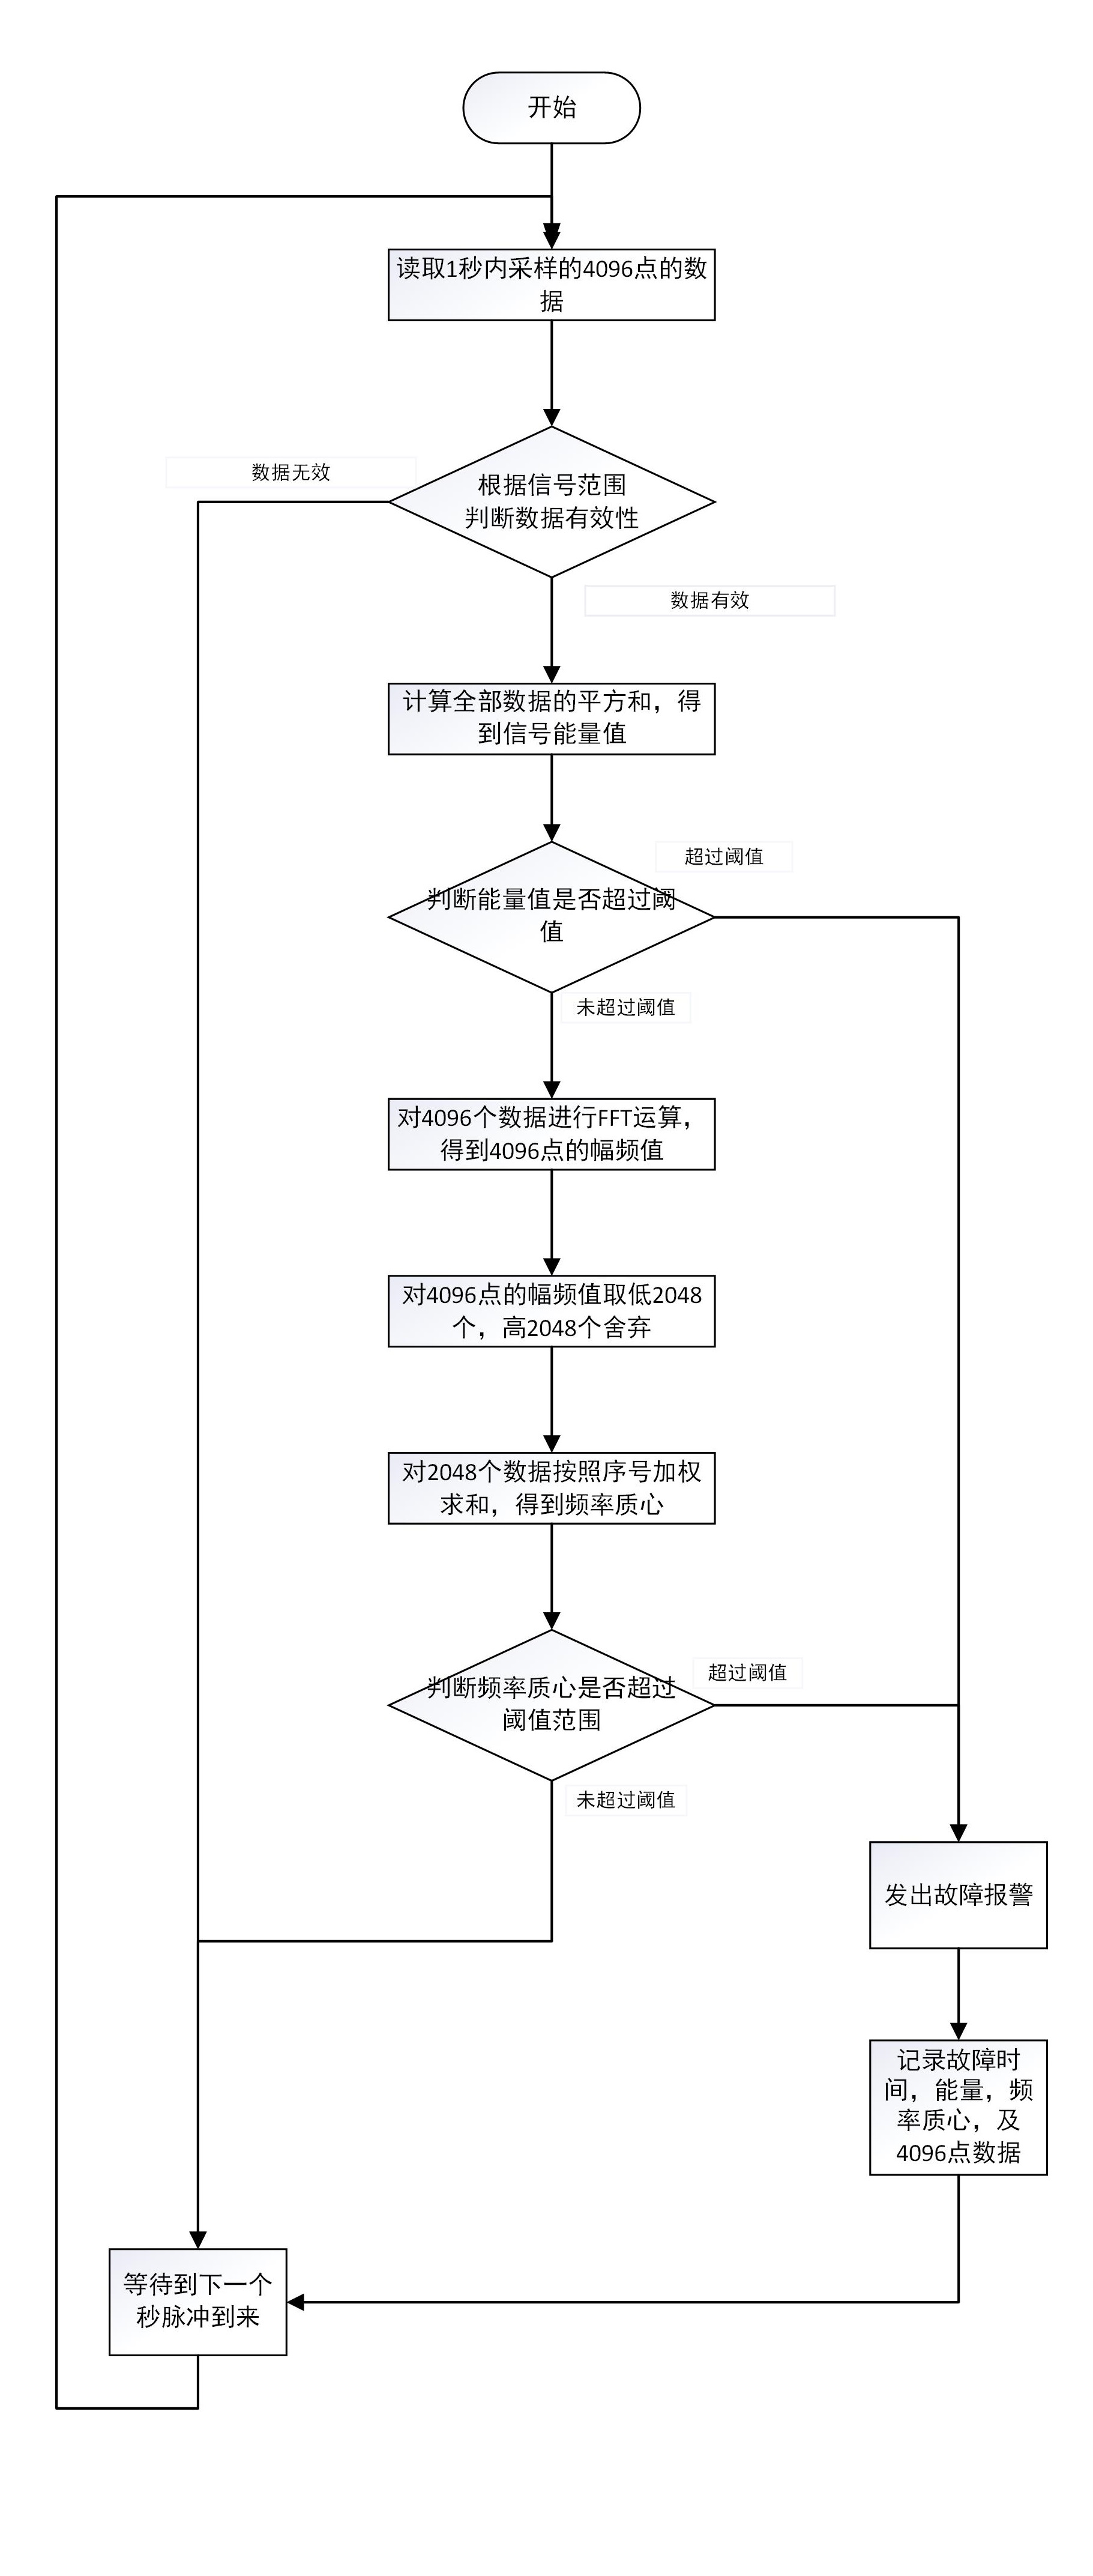 开始
读取1秒内采样的4096点的数
据
数据无效
根据信号范围
判断数据有效性
数据有效
计算全部数据的平方和，得
到信号能量值
超过阈值
判断能量值是否超过阈
值
未超过阈值
对4096个数据进行FFT运算，
得到4096点的幅频值
对4096点的幅频值取低2048
个，高2048个舍弃
对2048个数据按照序号加权
求和，得到频率质心
超过阈值
判断频率质心是否超过
阈值范围
未超过阈值
发出故障报警
记录故障时
间，能量，频
率质心，及
4096点数据
等待到下一个
秒脉冲到来